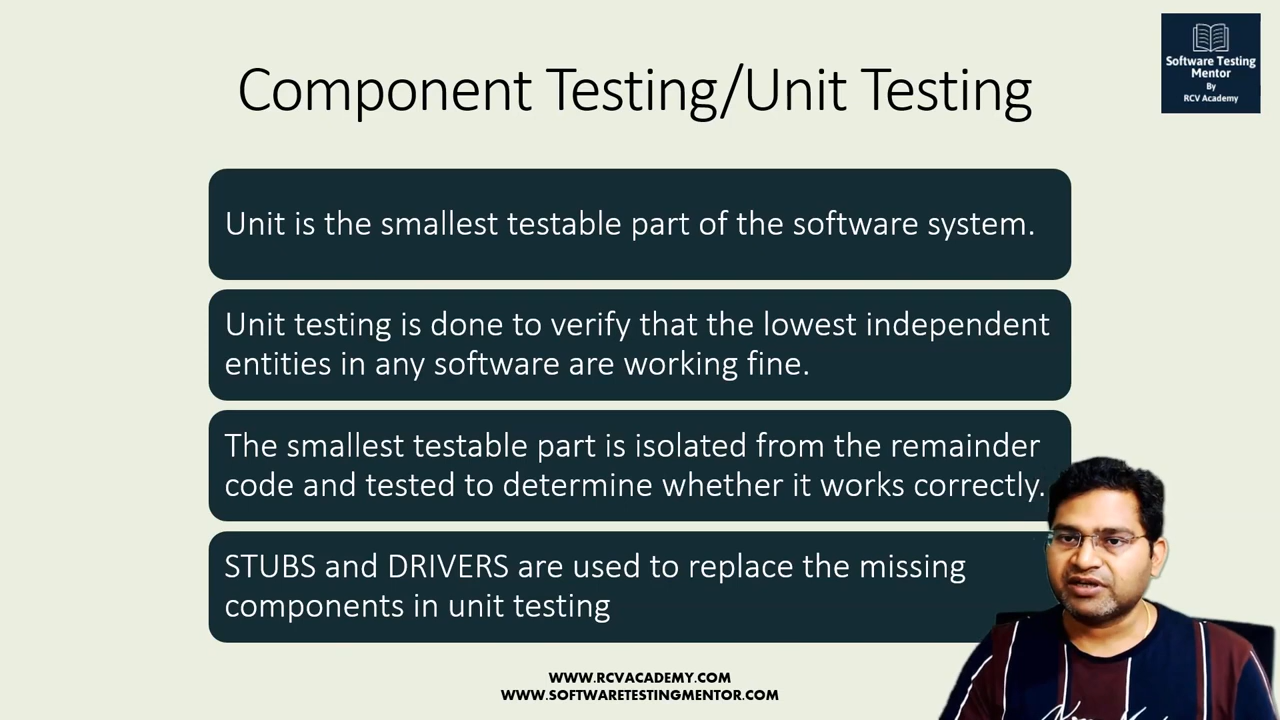 Software Testing
Mentor
By
RCV Academy
Component Testing/Unit Testing
Unit is the smallest testable part of the software system.
Unit testing is done to verify that the lowest independent
entities in any software are working fine.
The smallest testable part is isolated from the remainder
code and tested to determine whether it works correctly.
STUBS and DRIVERS are used to replace the missing
components in unit testing
WWW.RCVACADEMY.COM
WWW.SOFTWARETESTINGMENTOR.COM